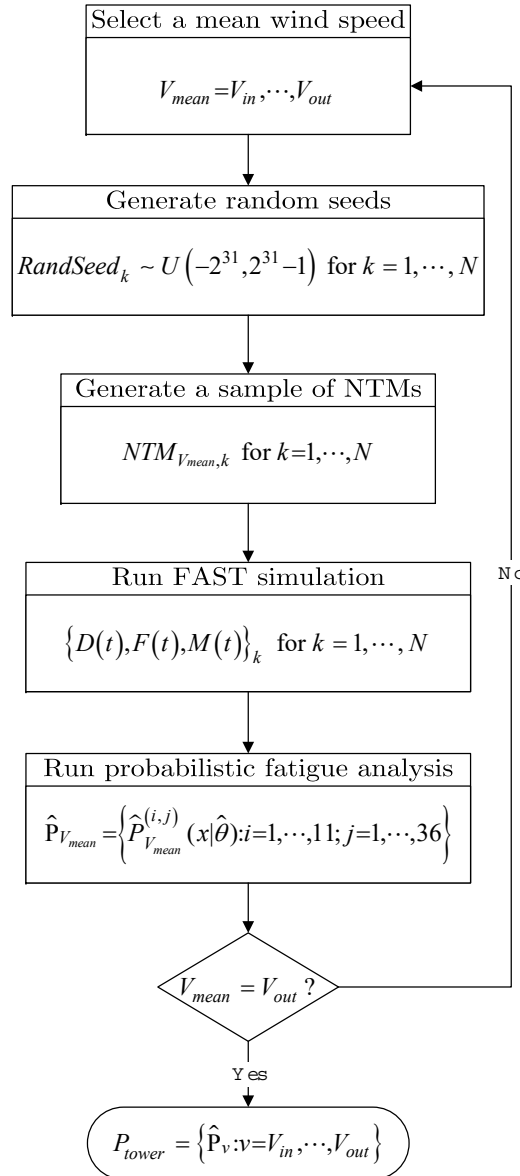 Select a mean wind speed
V_mean = V_in,⋯,V_out
Generate random seeds
RandSeed_k ~ U(−2^31, 2^31−1) for k = 1,⋯, N
Generate a sample of NTMs
NTM_{V_mean,k} for k=1,⋯,N
Run FAST simulation
{D(t),F(t),M(t)}_k for k = 1,⋯, N
No
Run probabilistic fatigue analysis
P̂_{V_mean} = {P̂_{V_mean}^{(i,j)} (x|θ̂):i=1,⋯,11; j=1,⋯,36}
V_mean = V_out ?
Yes
P_tower = {P̂_v:v=V_in,⋯,V_out}